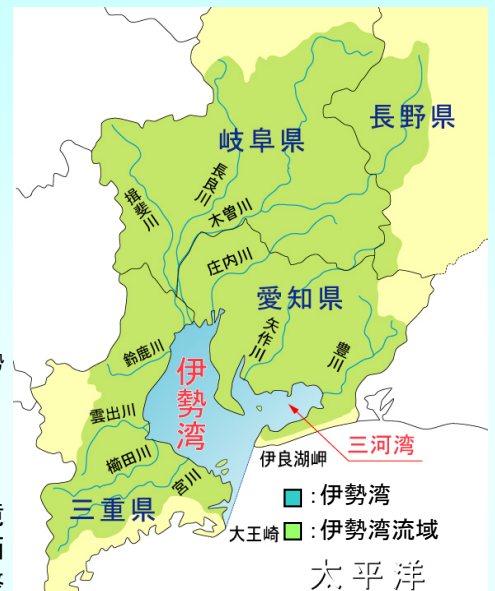 長野県
岐阜県
長良川
揖斐川
木曽川
庄内川
愛知県
矢作川
豊川
鈴鹿川
伊勢湾
雲出川
三河湾
櫛田川
伊良湖岬
宮川
三重県
:伊勢湾
大王崎
:伊勢湾流域
太平洋